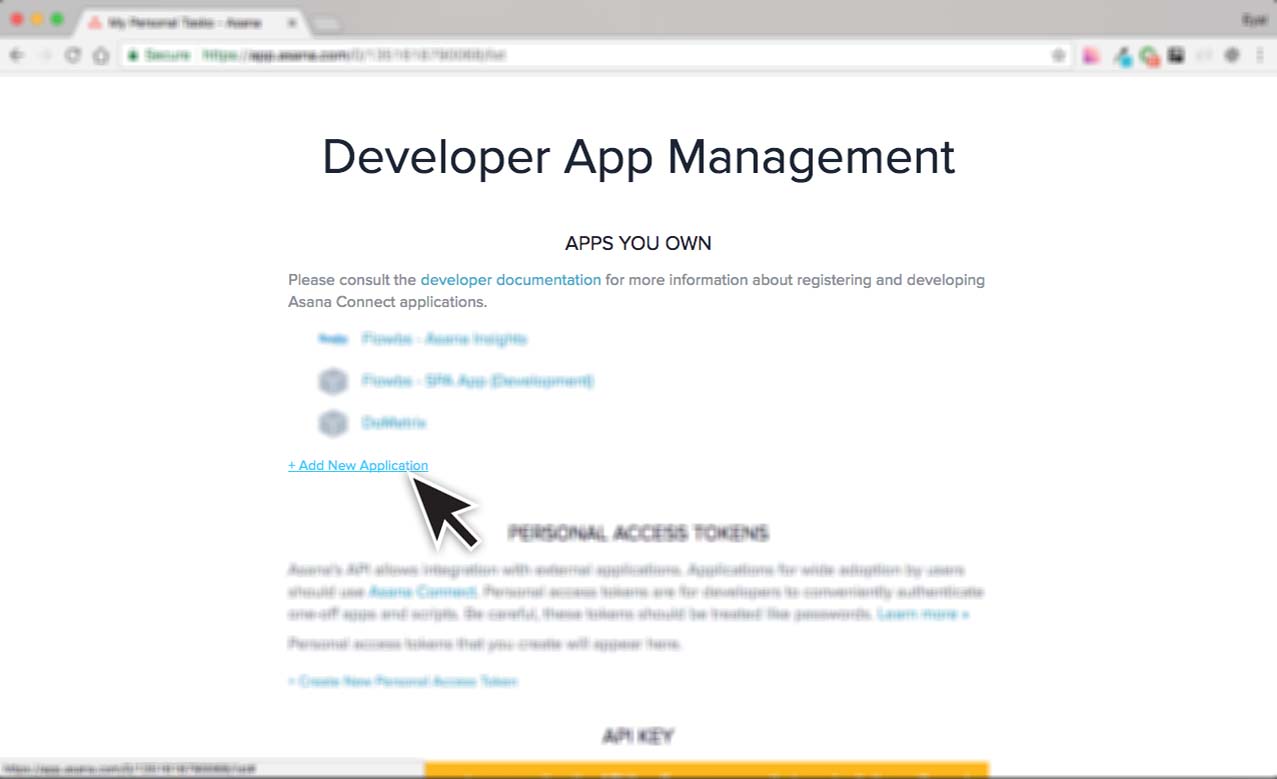 My Personal Tasks - Asana
Eyal
Secure https://app.asana.com/0/
Developer App Management
APPS YOU OWN
Please consult the developer documentation for more information about registering and developing
Asana Connect applications.
Flowbs - Asana Insights
Flowbs - SPA App (Development)
DoMetrix
+ Add New Application
PERSONAL ACCESS TOKENS
Asana's API allows integration with external applications. Applications for wide adoption by users
should use Asana Connect. Personal access tokens are for developers to conveniently authenticate
one-off apps and scripts. Be careful, these tokens should be treated like passwords. Learn more »
Personal access tokens that you create will appear here.
+ Create New Personal Access Token
API KEY